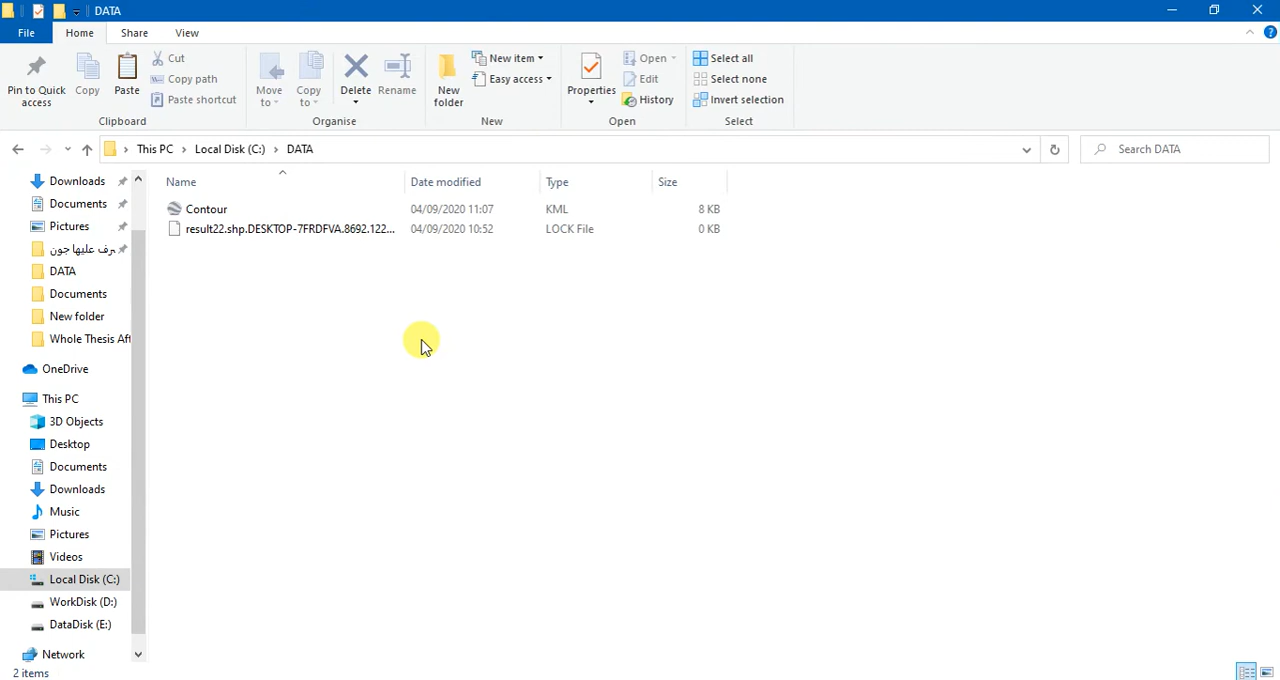 DATA
File Home Share View
Pin to Quick access
Copy
Paste
Cut
Copy path
Paste shortcut
Clipboard
Move to
Copy to
Delete
Rename
Organise
New folder
New item
Easy access
New
Properties
Open
Edit
History
Open
Select all
Select none
Invert selection
Select
This PC > Local Disk (C:) > DATA
Search DATA
Name Date modified Type Size
Contour 04/09/2020 11:07 KML 8 KB
result22.shp.DESKTOP-7FRDFVA.8692.122... 04/09/2020 10:52 LOCK File 0 KB
Downloads
Documents
Pictures
عليها جون
DATA
Documents
New folder
Whole Thesis Aft
OneDrive
This PC
3D Objects
Desktop
Documents
Downloads
Music
Pictures
Videos
Local Disk (C:)
WorkDisk (D:)
DataDisk (E:)
Network
2 items